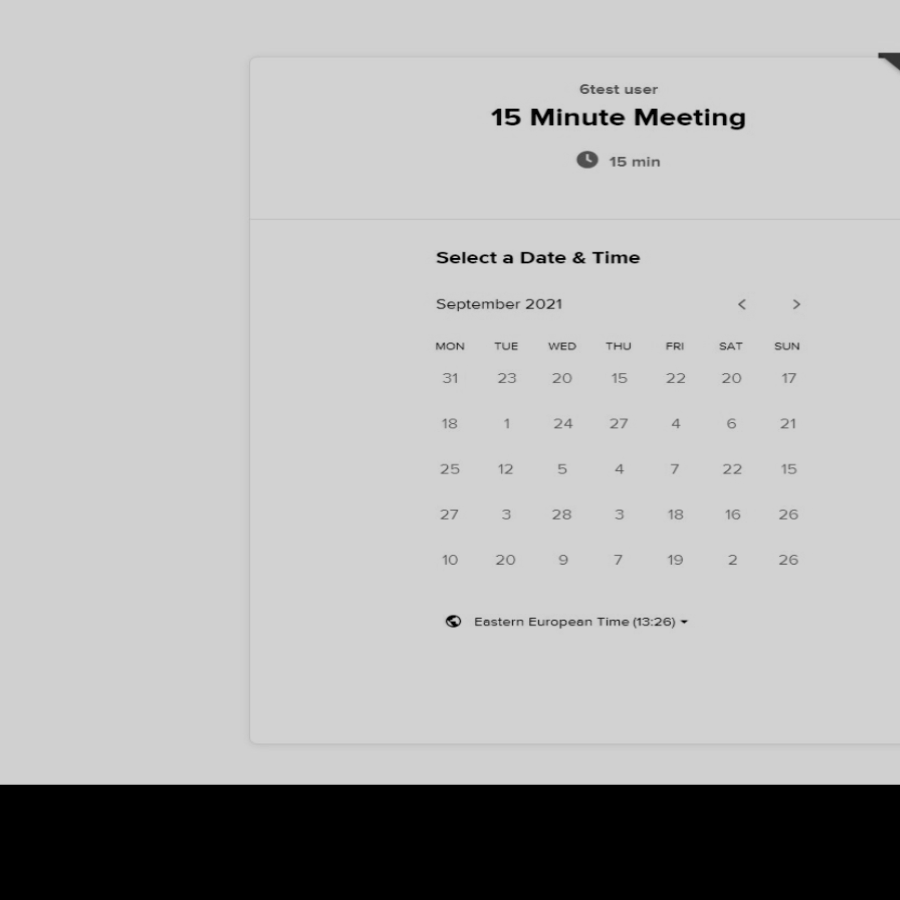 6test user
15 Minute Meeting
15 min
Select a Date & Time
September 2021
MON TUE WED THU FRI SAT SUN
31 23 20 15 22 20 17
18 1 24 27 4 6 21
25 12 5 4 7 22 15
27 3 28 3 18 16 26
10 20 9 7 19 2 26
Eastern European Time (13:26)